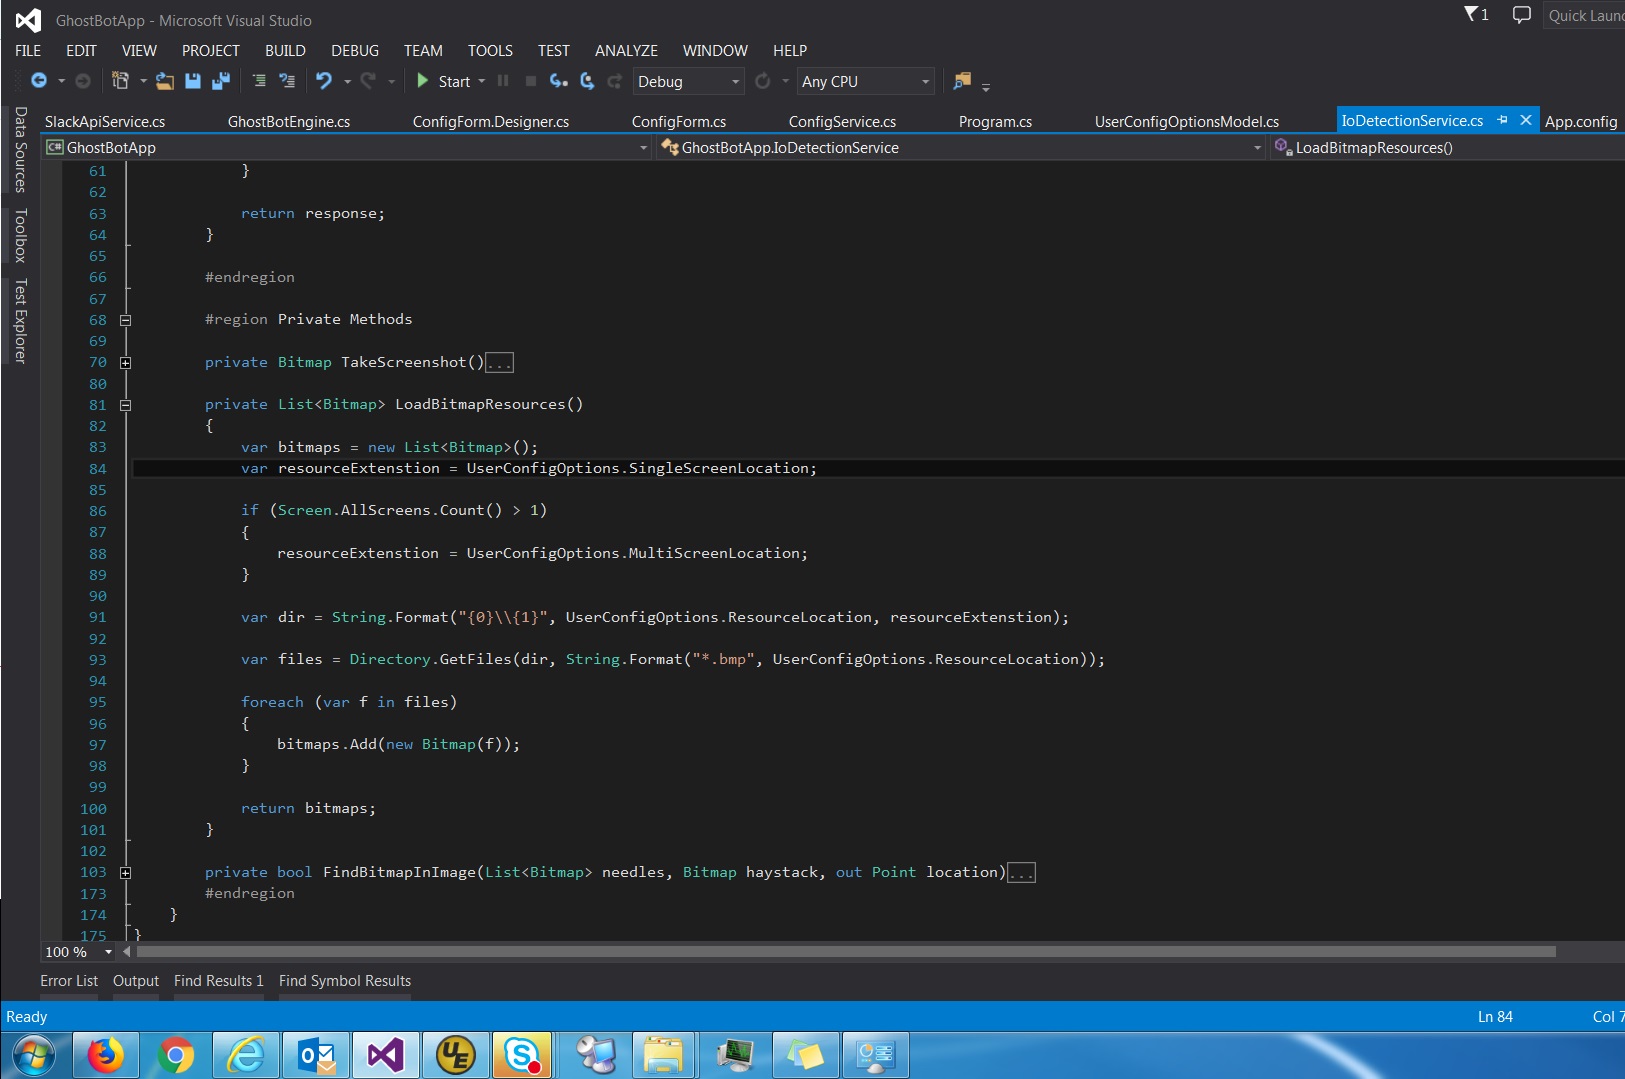 GhostBotApp - Microsoft Visual Studio
1
Quick Laun
FILE EDIT VIEW PROJECT BUILD DEBUG TEAM TOOLS TEST ANALYZE WINDOW HELP
Start Debug Any CPU
Data Sources
Toolbox
Test Explorer
SlackApiService.cs GhostBotEngine.cs ConfigForm.Designer.cs ConfigForm.cs ConfigService.cs Program.cs UserConfigOptionsModel.cs IoDetectionService.cs App.config
C# GhostBotApp GhostBotApp.IoDetectionService LoadBitmapResources()
61 }
62
63 return response;
64 }
65
66 #endregion
67
68 #region Private Methods
69
70 private Bitmap TakeScreenshot()...
80
81 private List<Bitmap> LoadBitmapResources()
82 {
83 var bitmaps = new List<Bitmap>();
84 var resourceExtenstion = UserConfigOptions.SingleScreenLocation;
85
86 if (Screen.AllScreens.Count() > 1)
87 {
88 resourceExtenstion = UserConfigOptions.MultiScreenLocation;
89 }
90
91 var dir = String.Format("{0}\\{1}", UserConfigOptions.ResourceLocation, resourceExtenstion);
92
93 var files = Directory.GetFiles(dir, String.Format("*.bmp", UserConfigOptions.ResourceLocation));
94
95 foreach (var f in files)
96 {
97 bitmaps.Add(new Bitmap(f));
98 }
99
100 return bitmaps;
101 }
102
103 private bool FindBitmapInImage(List<Bitmap> needles, Bitmap haystack, out Point location)...
173 #endregion
174 }
175 }
100 %
Error List Output Find Results 1 Find Symbol Results
Ready Ln 84 Col 7